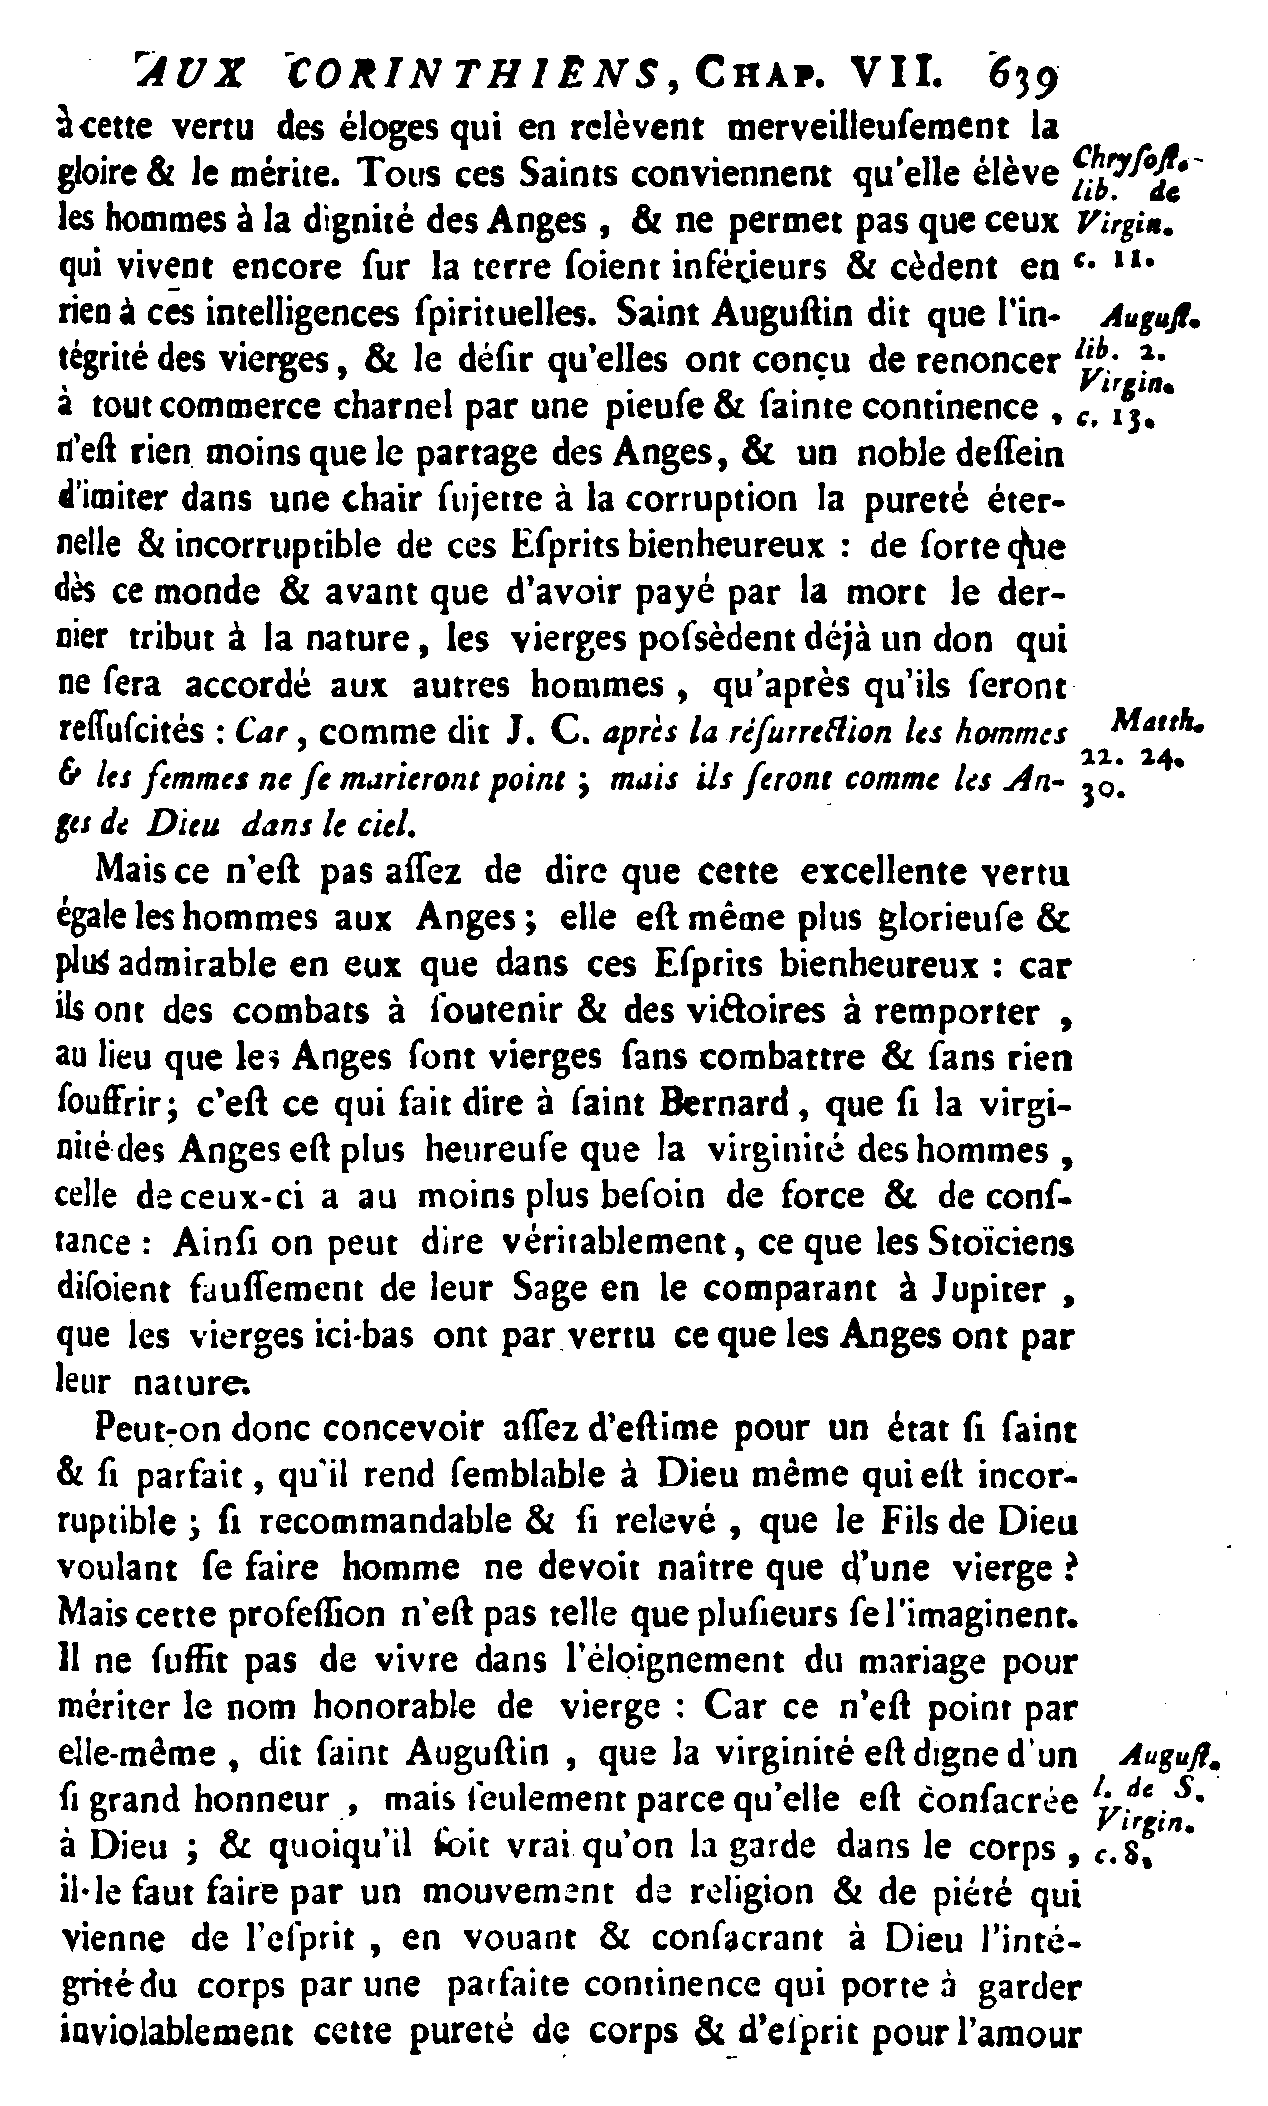 AUX CORINTHIENS, CHAP. VII. 639
à cette vertu des éloges qui en relèvent merveilleuſement la
gloire & le mérite. Tous ces Saints conviennent qu'elle élève
les hommes à la dignité des Anges, & ne permet pas que ceux
qui vivent encore ſur la terre ſoient inférieurs & cèdent en
rien à ces intelligences ſpirituelles. Saint Auguſtin dit que l'in-
tégrité des vierges, & le déſir qu'elles ont conçu de renoncer
à tout commerce charnel par une pieuſe & ſainte continence,
n'eſt rien moins que le partage des Anges, & un noble deſſein
d'imiter dans une chair ſujette à la corruption la pureté éter-
nelle & incorruptible de ces Eſprits bienheureux : de ſorte que
dès ce monde & avant que d'avoir payé par la mort le der-
nier tribut à la nature, les vierges poſsèdent déjà un don qui
ne ſera accordé aux autres hommes, qu'après qu'ils ſeront
reſſuſcités : Car, comme dit J. C. après la réſurrection les hommes
& les femmes ne ſe marieront point ; mais ils ſeront comme les An-
ges de Dieu dans le ciel.
Mais ce n'eſt pas aſſez de dire que cette excellente vertu
égale les hommes aux Anges ; elle eſt même plus glorieuſe &
plus admirable en eux que dans ces Eſprits bienheureux : car
ils ont des combats à ſoutenir & des victoires à remporter,
au lieu que les Anges ſont vierges ſans combattre & ſans rien
ſouffrir ; c'eſt ce qui fait dire à ſaint Bernard, que ſi la virgi-
nité des Anges eſt plus heureuſe que la virginité des hommes,
celle de ceux-ci a au moins plus beſoin de force & de conſ-
tance : Ainſi on peut dire véritablement, ce que les Stoïciens
diſoient fauſſement de leur Sage en le comparant à Jupiter,
que les vierges ici-bas ont par vertu ce que les Anges ont par
leur nature.
Peut-on donc concevoir aſſez d'eſtime pour un état ſi ſaint
& ſi parfait, qu'il rend ſemblable à Dieu même qui eſt incor-
ruptible ; ſi recommandable & ſi relevé, que le Fils de Dieu
voulant ſe faire homme ne devoit naître que d'une vierge ?
Mais cette profeſſion n'eſt pas telle que pluſieurs ſe l'imaginent.
Il ne ſuffit pas de vivre dans l'éloignement du mariage pour
mériter le nom honorable de vierge : Car ce n'eſt point par
elle-même, dit ſaint Auguſtin, que la virginité eſt digne d'un
ſi grand honneur, mais ſeulement parce qu'elle eſt conſacrée
à Dieu ; & quoiqu'il ſoit vrai qu'on la garde dans le corps,
il le faut faire par un mouvement de religion & de piété qui
vienne de l'eſprit, en vouant & conſacrant à Dieu l'inté-
grité du corps par une parfaite continence qui porte à garder
inviolablement cette pureté de corps & d'eſprit pour l'amour
Chryſoſt.
lib. de
Virgin.
c. 11.
Auguſt.
lib. 2.
Virgin.
c. 13.
Matth.
22. 24.
30.
Auguſt.
l. de S.
Virgin.
c. 8.